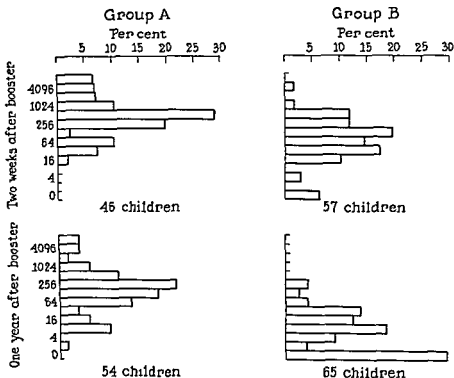 Group A
Per cent
5 10 15 20 25 30
Group B
Per cent
5 10 15 20 25 30
Two weeks after booster
4096
1024
256
64
16
4
0
46 children
57 children
One year after booster
4096
1024
256
64
16
4
0
54 children
65 children